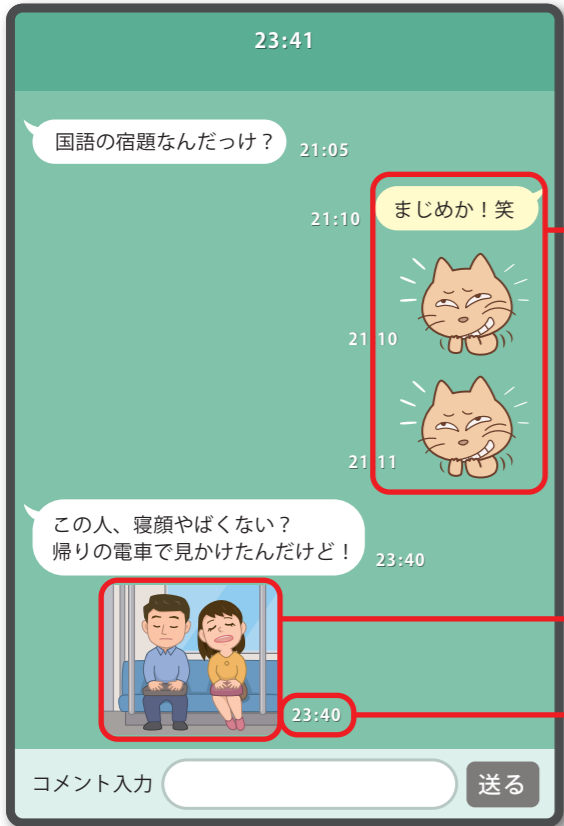 23:41
国語の宿題なんだっけ?
21:05
まじめか!笑
21:10
21:10
21:11
この人、寝顔やばくない?
帰りの電車で見かけたんだけど!
23:40
23:40
コメント入力
送る